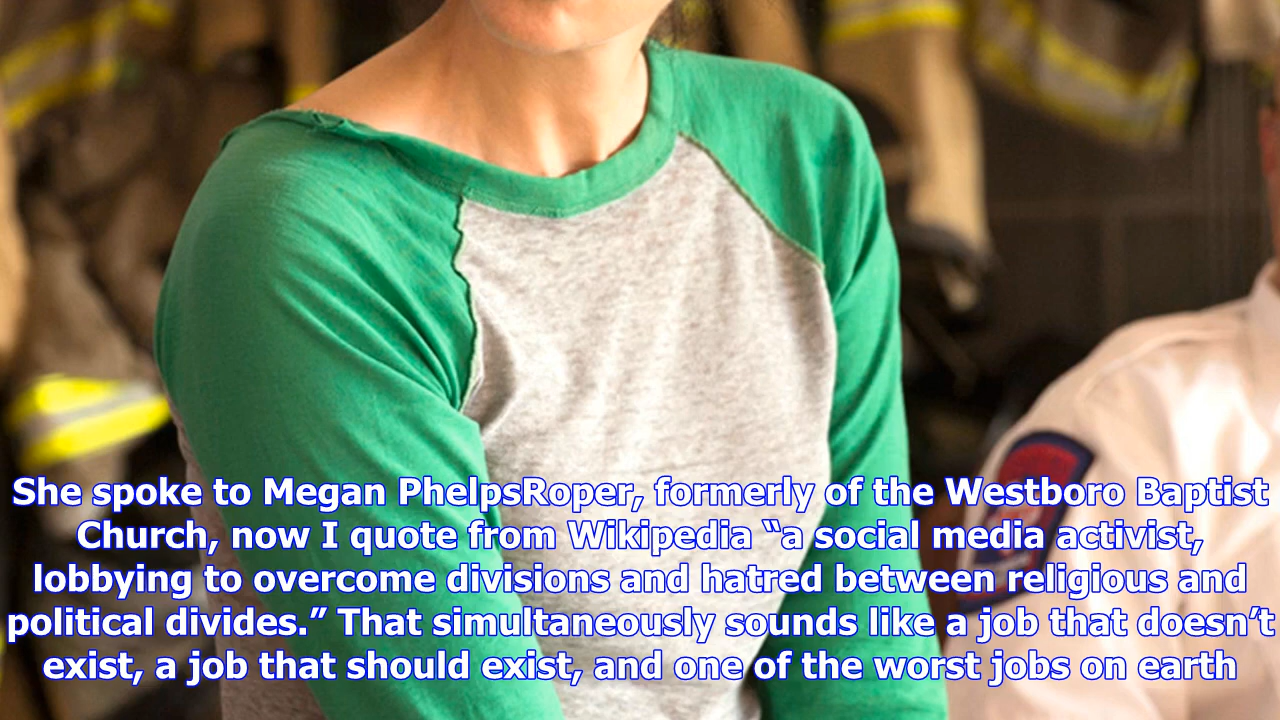 She spoke to Megan PhelpsRoper, formerly of the Westboro Baptist
Church, now I quote from Wikipedia “a social media activist,
lobbying to overcome divisions and hatred between religious and
political divides.” That simultaneously sounds like a job that doesn’t
exist, a job that should exist, and one of the worst jobs on earth